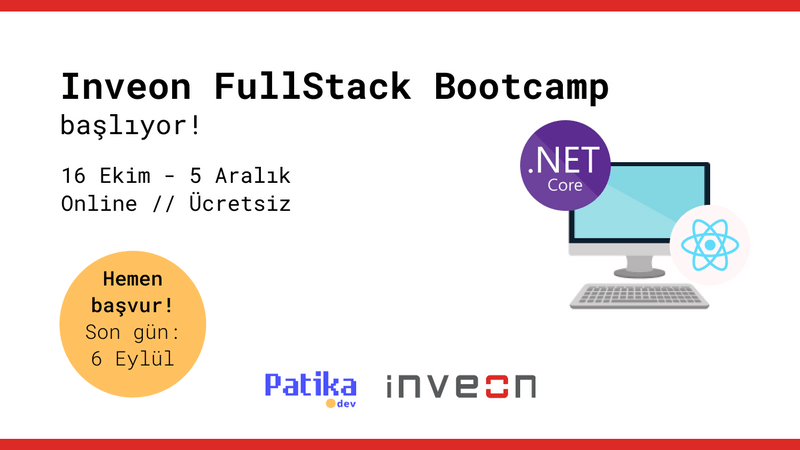 Inveon FullStack Bootcamp
başlıyor!
16 Ekim - 5 Aralık
Online // Ücretsiz
.NET
Core
Hemen
başvur!
Son gün:
6 Eylül
Patika
dev
inveon